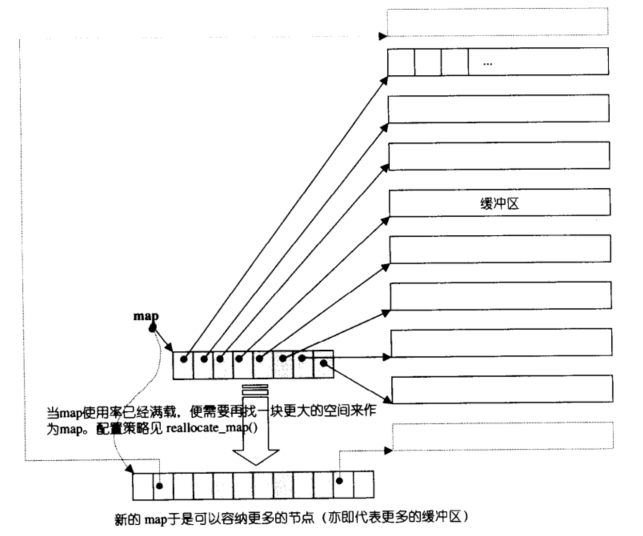 ...
缓冲区
map
当map使用率已经满载，便需要再找一块更大的空间来作
为map。配置策略见 reallocate_map()
新的 map于是可以容纳更多的节点（亦即代表更多的缓冲区）